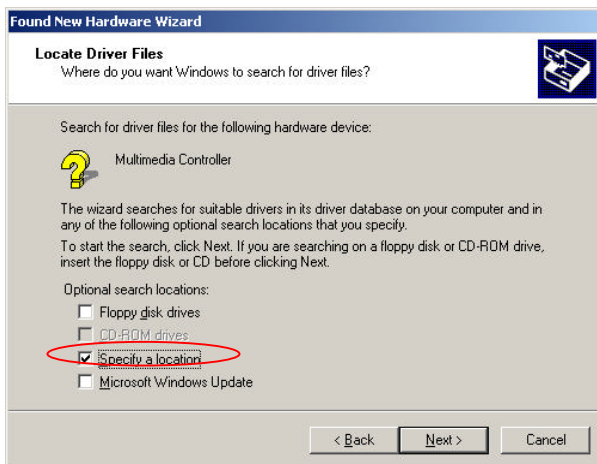 Found New Hardware Wizard
Locate Driver Files
Where do you want Windows to search for driver files?
Search for driver files for the following hardware device:
Multimedia Controller
The wizard searches for suitable drivers in its driver database on your computer and in
any of the following optional search locations that you specify.
To start the search, click Next. If you are searching on a floppy disk or CD-ROM drive,
insert the floppy disk or CD before clicking Next.
Optional search locations:
Floppy disk drives
CD-ROM drives
Specify a location
Microsoft Windows Update
< Back Next > Cancel